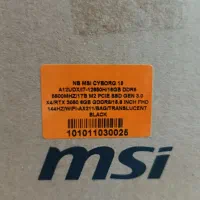 NB MSI CYBORG 15
A12UDX/I7-12650H/16GB DDR5
4800MHZ/1TB M2 PCIE SSD GEN 3.0
X4/RTX 3050 6GB GDDR6/15.6 INCH FHD
144HZ/WIFI-AX211/BAG/TRANSLUCENT
BLACK
101011030025
msi